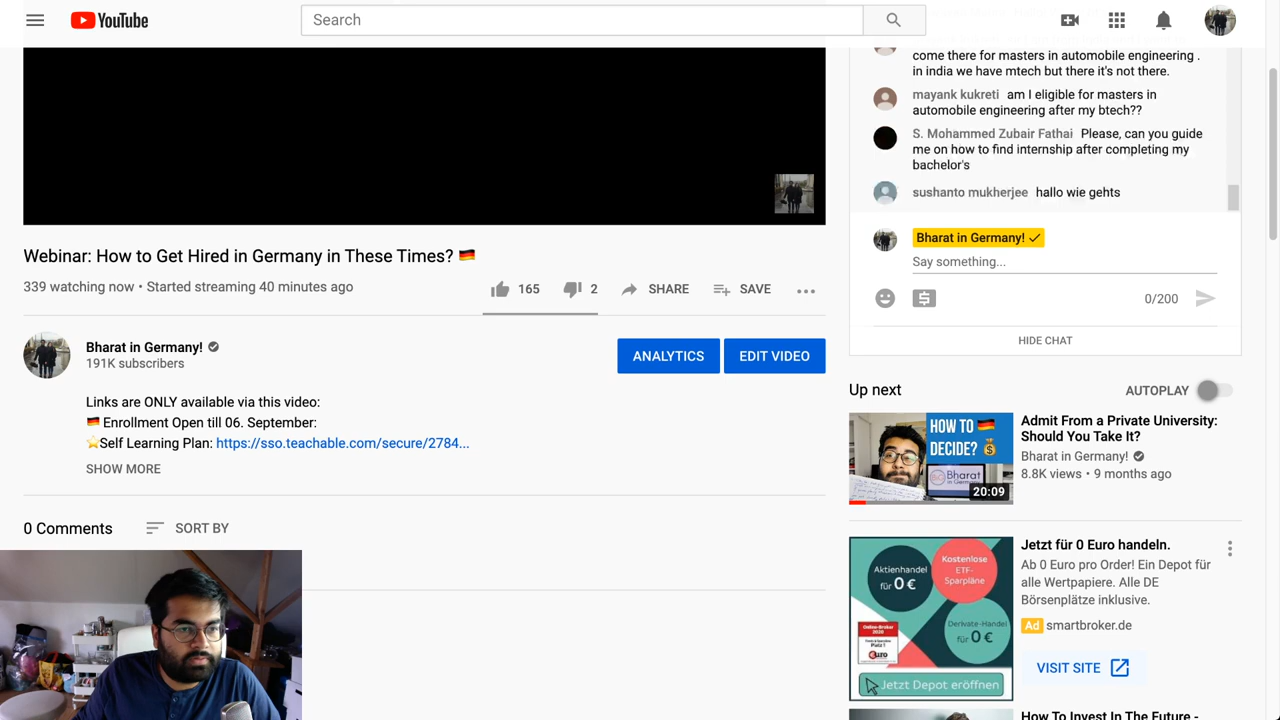 YouTube
Search
come there for masters in automobile engineering .
in india we have mtech but there it's not there.
mayank kukreti am I eligible for masters in
automobile engineering after my btech??
S. Mohammed Zubair Fathai Please, can you guide
me on how to find internship after completing my
bachelor's
sushanto mukherjee hallo wie gehts
Bharat in Germany!
Say something...
0/200
HIDE CHAT
Webinar: How to Get Hired in Germany in These Times?
339 watching now • Started streaming 40 minutes ago
165
2
SHARE
SAVE
Bharat in Germany!
191K subscribers
ANALYTICS
EDIT VIDEO
Links are ONLY available via this video:
Enrollment Open till 06. September:
Self Learning Plan: https://sso.teachable.com/secure/2784...
SHOW MORE
0 Comments
SORT BY
Up next
AUTOPLAY
HOW TO
DECIDE?
Bharat
in Germany
20:09
Admit From a Private University:
Should You Take It?
Bharat in Germany!
8.8K views • 9 months ago
Aktienhandel
für 0 €
Kostenlose
ETF-
Sparpläne
Derivate-Handel
für 0 €
Online-Broker
2020
Platz 1
€uro
Jetzt Depot eröffnen
Jetzt für 0 Euro handeln.
Ab 0 Euro pro Order! Ein Depot für
alle Wertpapiere. Alle DE
Börsenplätze inklusive.
Ad smartbroker.de
VISIT SITE
How To Invest In The Future -